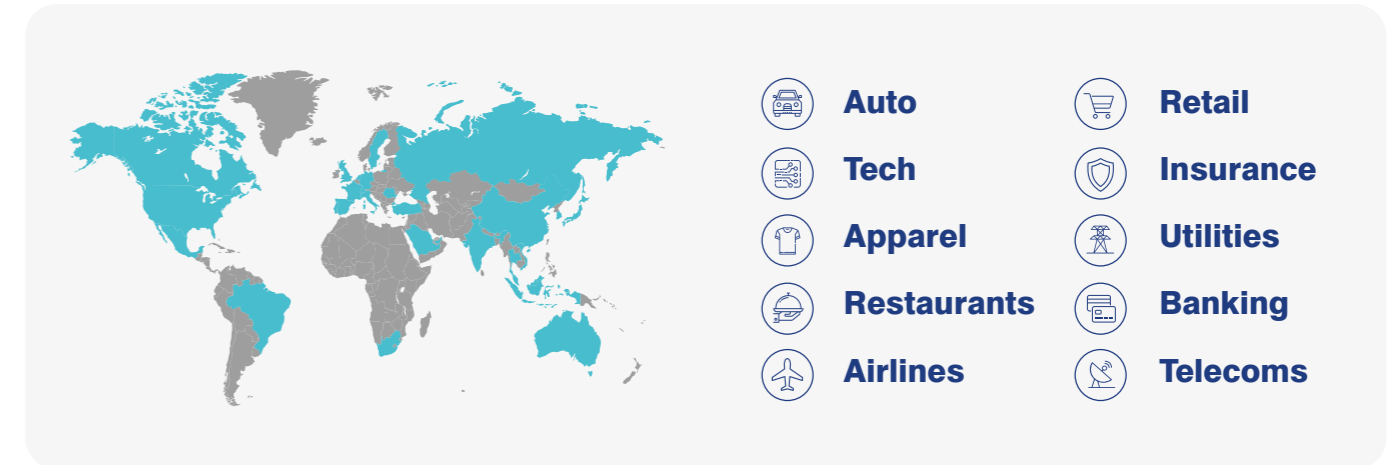 Auto
Tech
Apparel
Restaurants
Airlines
Retail
Insurance
Utilities
Banking
Telecoms